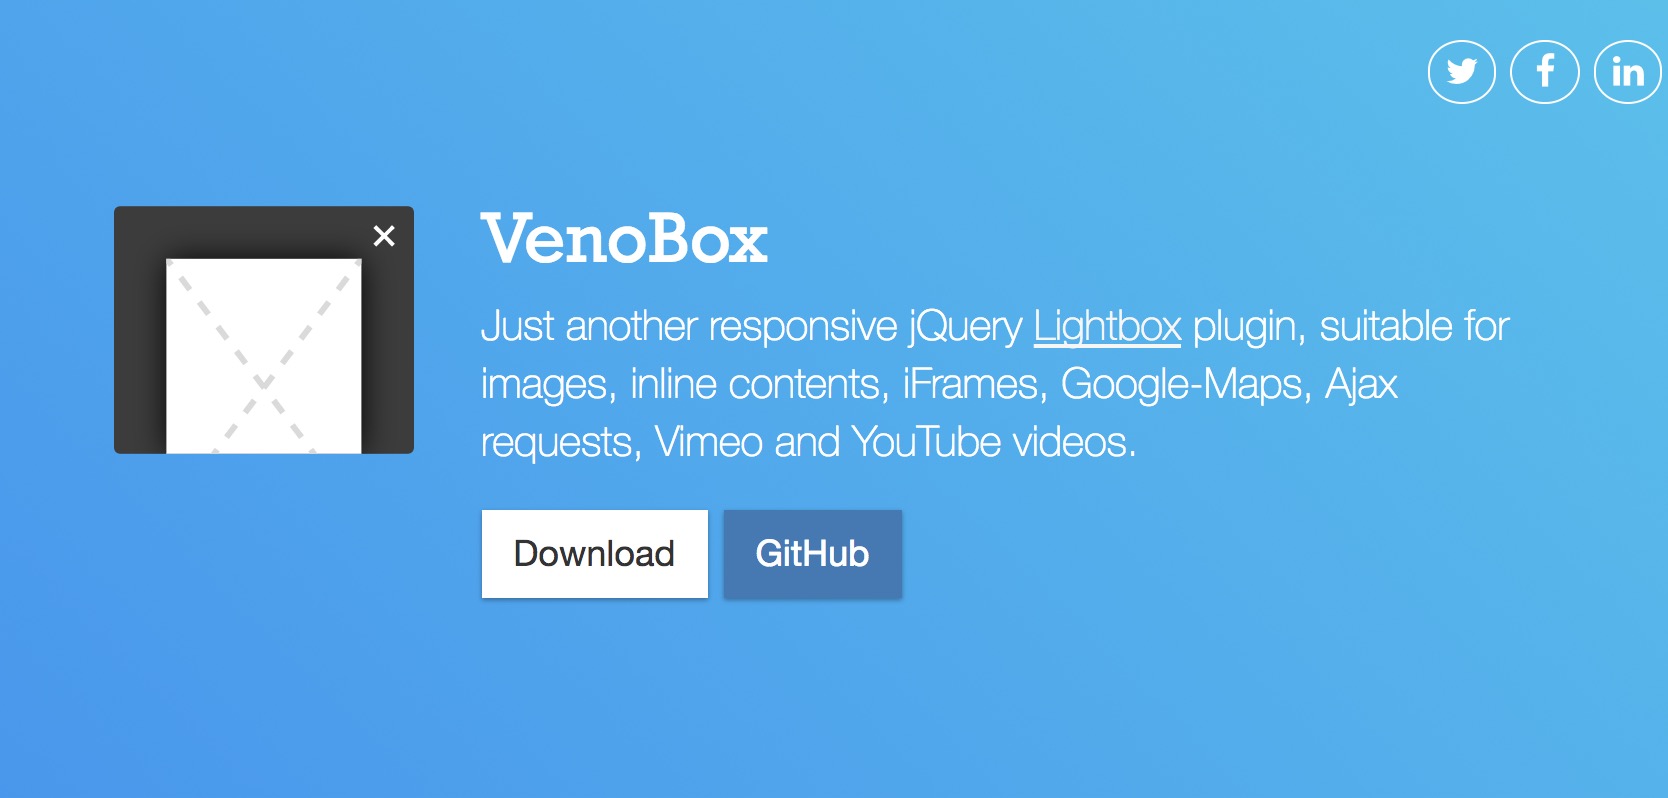 VenoBox
Just another responsive jQuery Lightbox plugin, suitable for
images, inline contents, iFrames, Google-Maps, Ajax
requests, Vimeo and YouTube videos.
Download
GitHub